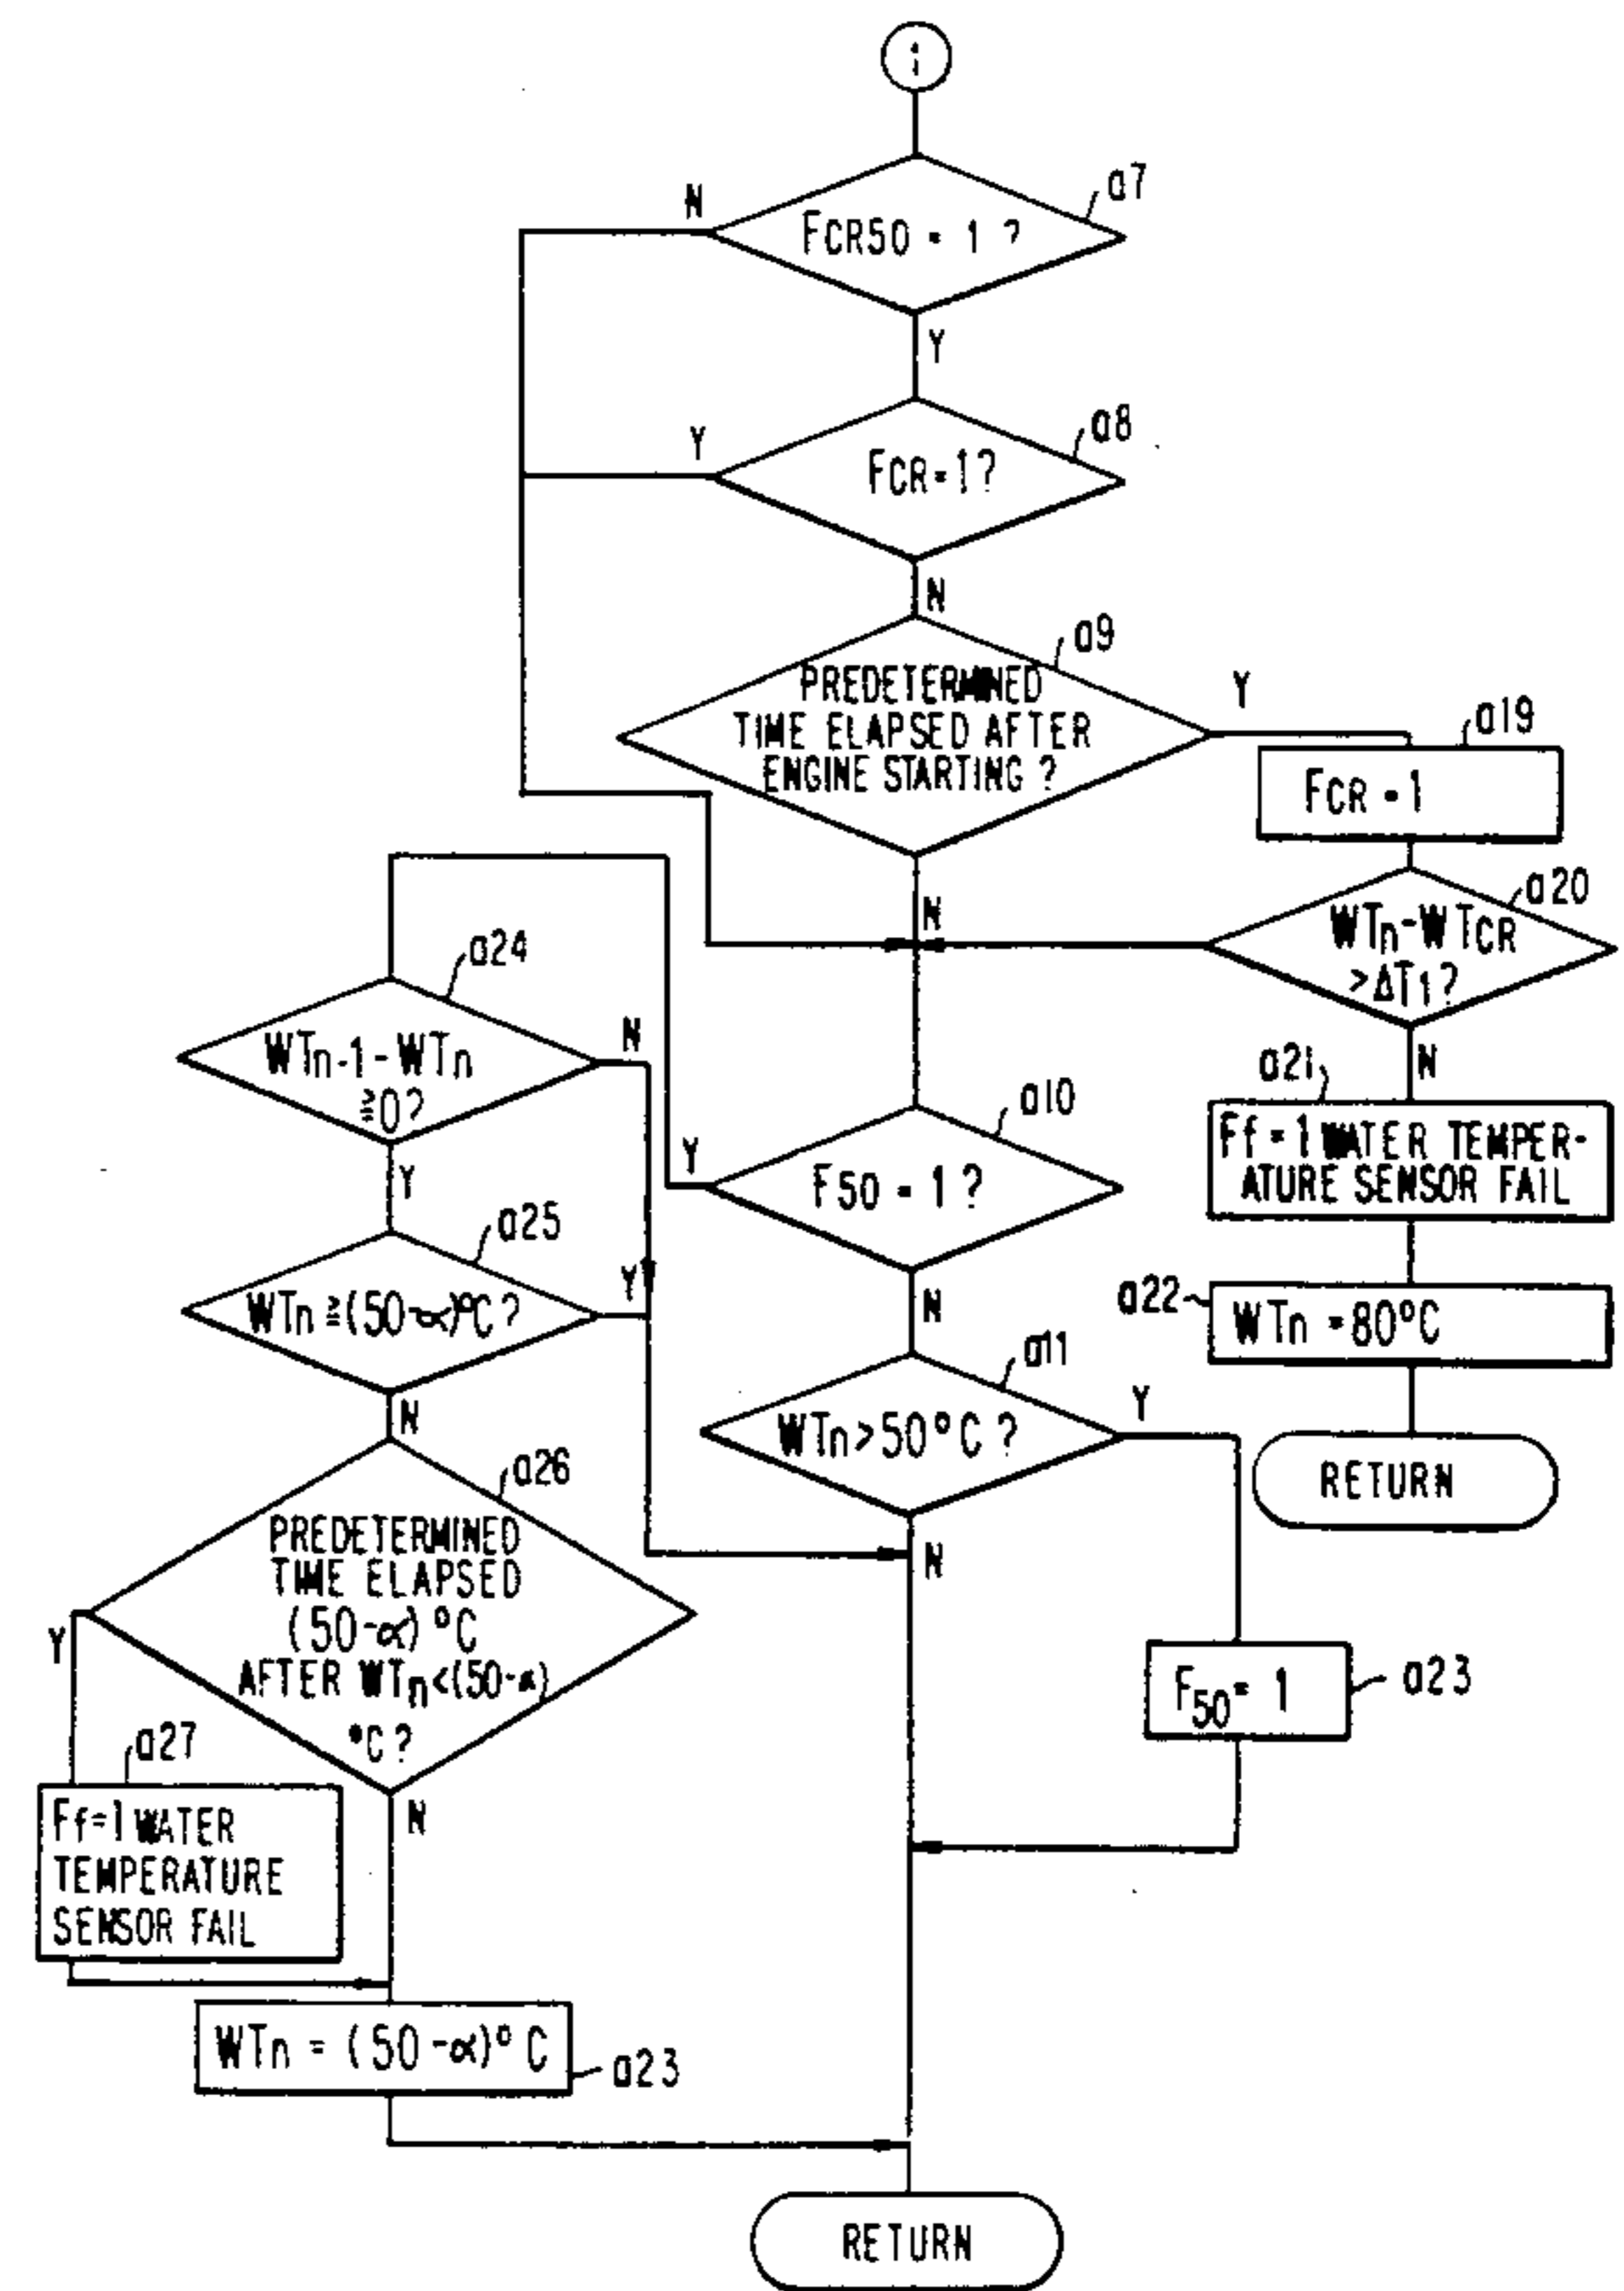 1
a7
N
FCR50 = 1 ?
Y
a8
Y
FCR = 1 ?
N
a9
PREDETERMINED
TIME ELAPSED AFTER
ENGINE STARTING ?
Y
a19
FCR = 1
N
a20
WTn - WTCR
> ΔT1 ?
N
a24
WTn-1 - WTn
≧0 ?
N
Y
a21
Ff = 1 WATER TEMPER-
ATURE SENSOR FAIL
a10
Y
F50 = 1 ?
N
a25
WTn ≧ (50-α)°C ?
Y
N
a22
WTn = 80°C
RETURN
a11
WTn > 50°C ?
Y
N
a26
PREDETERMINED
TIME ELAPSED
(50-α) °C
AFTER WTn < (50-α)
°C ?
Y
N
F50 = 1
a23
a27
Ff = 1 WATER
TEMPERATURE
SENSOR FAIL
WTn = (50-α)° C
a23
RETURN